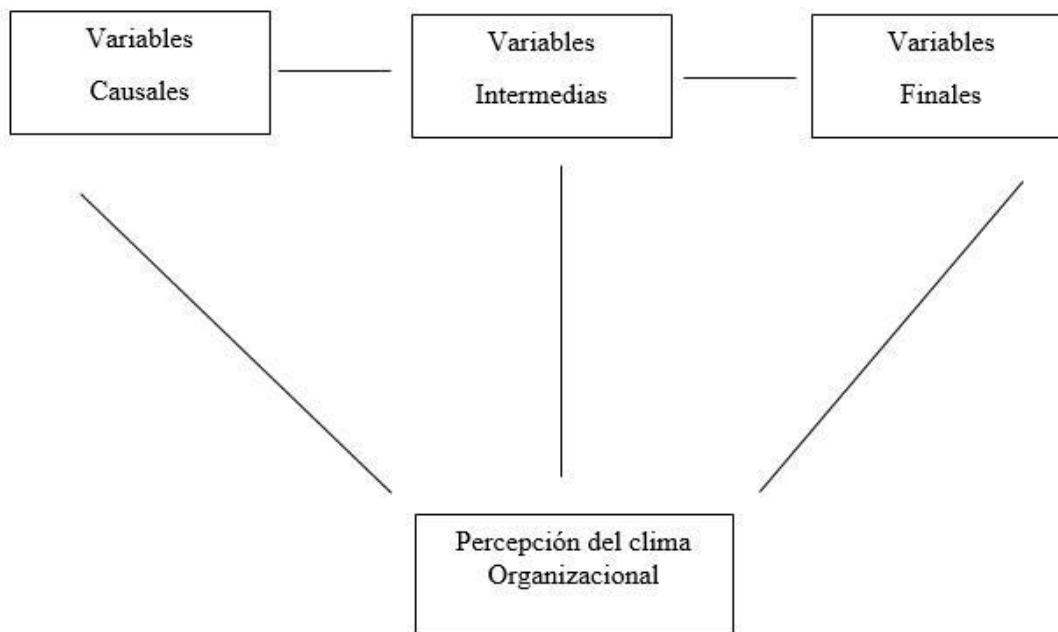 Variables
Causales
Variables
Intermedias
Variables
Finales
Percepción del clima
Organizacional